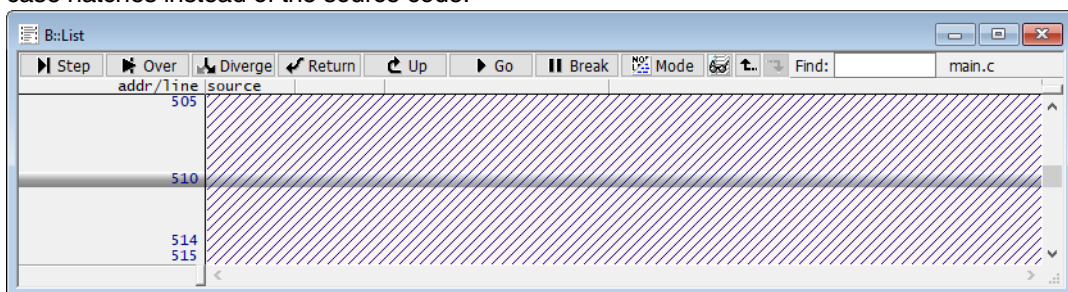 case hatches instead of the source code.
B::List
Step Over Diverge Return Up Go Break Mode t.. Find: main.c
addr/line source
505
510
514
515